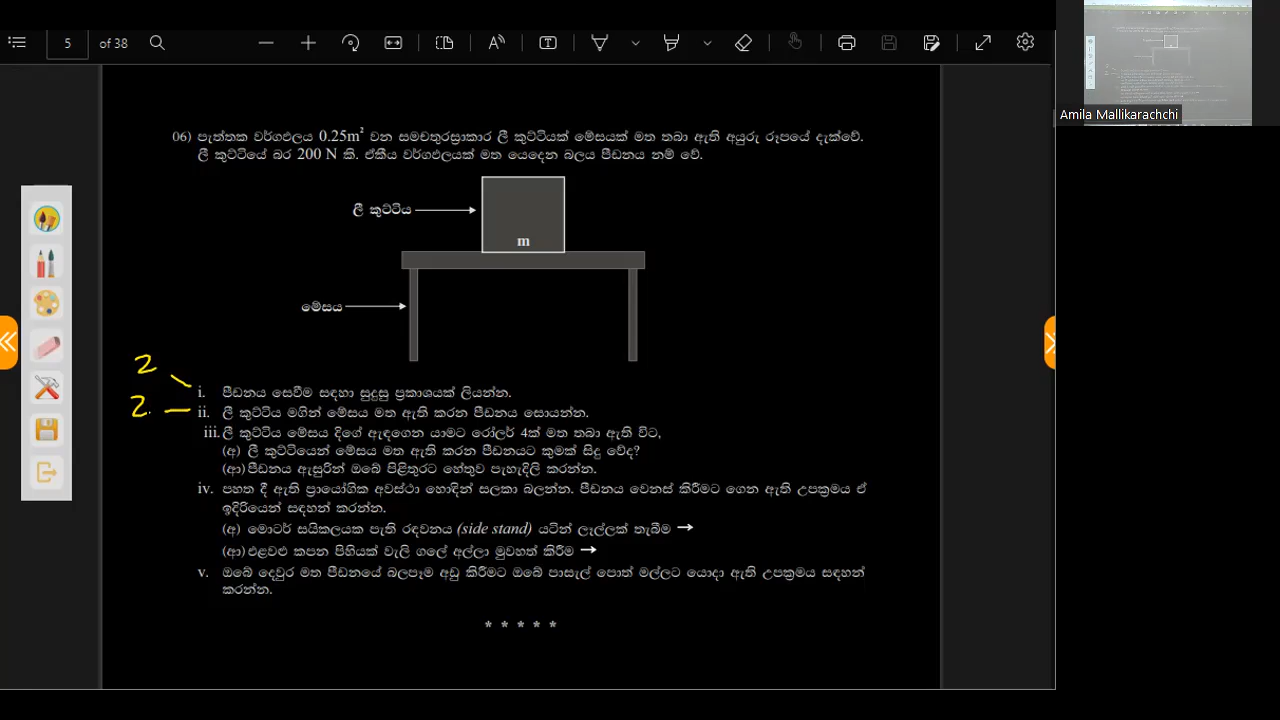 5 of 38
06) පැත්තක වර්ගඵලය 0.25m² වන සමචතුරස්‍රාකාර ලී කුට්ටියක් මේසයක් මත තබා ඇති අයුරු රූපයේ දැක්වේ.
ලී කුට්ටියේ බර 200 N කි. ඒකීය වර්ගඵලයක් මත යෙදෙන බලය පීඩනය නම් වේ.
ලී කුට්ටිය
m
මේසය
2
i. පීඩනය සෙවීම සඳහා සුදුසු ප්‍රකාශයක් ලියන්න.
2. ii. ලී කුට්ටිය මගින් මේසය මත ඇති කරන පීඩනය සොයන්න.
iii. ලී කුට්ටිය මේසය දිගේ ඇඳගෙන යාමට රෝලර් 4ක් මත තබා ඇති විට,
(අ) ලී කුට්ටියෙන් මේසය මත ඇති කරන පීඩනයට කුමක් සිදු වේද?
(ආ) පීඩනය ඇසුරින් ඔබේ පිළිතුරට හේතුව පැහැදිලි කරන්න.
iv. පහත දී ඇති ප්‍රායෝගික අවස්ථා හොඳින් සලකා බලන්න. පීඩනය වෙනස් කිරීමට ගෙන ඇති උපක්‍රමය ඒ
ඉදිරියෙන් සඳහන් කරන්න.
(අ) මොටර් සයිකලයක පැති රඳවනය (side stand) යටින් ලෑල්ලක් තැබීම →
(ආ) එළවළු කපන පිහියක් වැලි ගලේ අල්ලා මුවහත් කිරීම →
v. ඔබේ දෙවුර මත පීඩනයේ බලපෑම අඩු කිරීමට ඔබේ පාසැල් පොත් මල්ලට යොදා ඇති උපක්‍රමය සඳහන්
කරන්න.
* * * * *
Amila Mallikarachchi